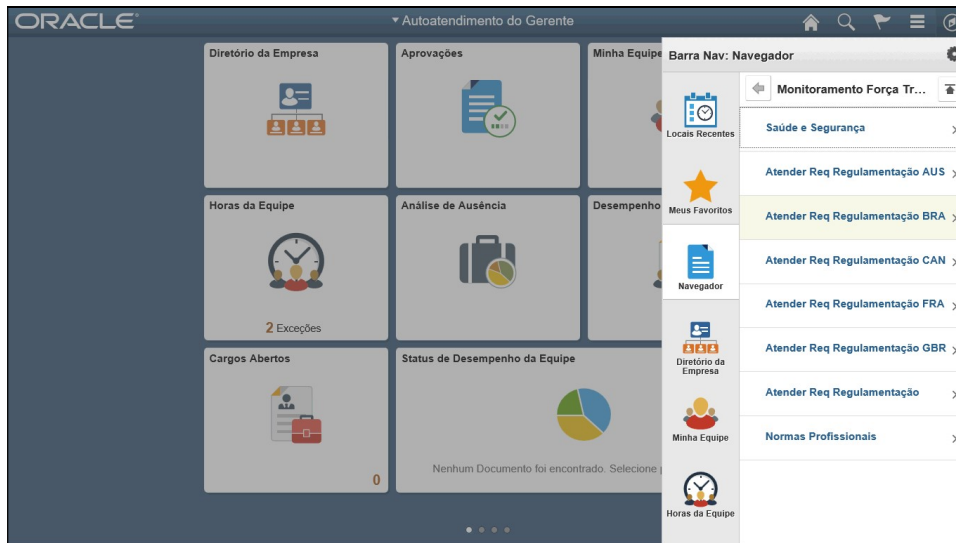 ORACLE
Autoatendimento do Gerente
Diretório da Empresa
Aprovações
Minha Equipe
Horas da Equipe
2 Exceções
Análise de Ausência
Desempenho
Cargos Abertos
0
Status de Desempenho da Equipe
Nenhum Documento foi encontrado. Selecione
Barra Nav: Navegador
Locais Recentes
Meus Favoritos
Navegador
Diretório da
Empresa
Minha Equipe
Horas da Equipe
Monitoramento Força Tr...
Saúde e Segurança
Atender Req Regulamentação AUS
Atender Req Regulamentação BRA
Atender Req Regulamentação CAN
Atender Req Regulamentação FRA
Atender Req Regulamentação GBR
Atender Req Regulamentação
Normas Profissionais